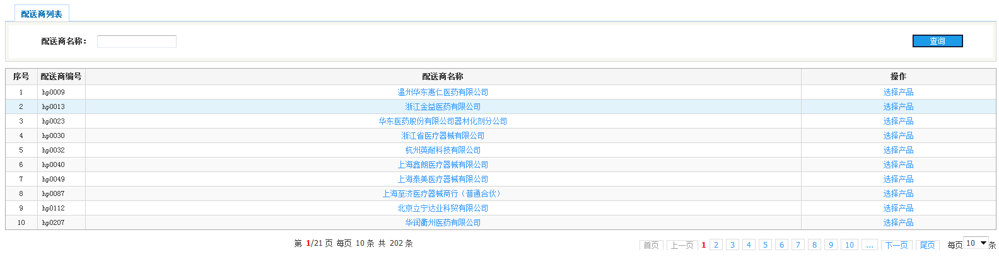 配送商列表
配送商名称： 查询
序号 配送商编号 配送商名称 操作
1 hp0009 温州华东惠仁医药有限公司 选择产品
2 hp0013 浙江金益医药有限公司 选择产品
3 hp0023 华东医药股份有限公司器材化剂分公司 选择产品
4 hp0030 浙江省医疗器械有限公司 选择产品
5 hp0032 杭州英耐科技有限公司 选择产品
6 hp0040 上海鑫朗医疗器械有限公司 选择产品
7 hp0049 上海泰美医疗器械有限公司 选择产品
8 hp0087 上海至济医疗器械商行（普通合伙） 选择产品
9 hp0112 北京立宁达业科贸有限公司 选择产品
10 hp0207 华润衢州医药有限公司 选择产品
第 1/21 页 每页 10 条 共 202 条 首页 上一页 1 2 3 4 5 6 7 8 9 10 ... 下一页 尾页 每页 10 条